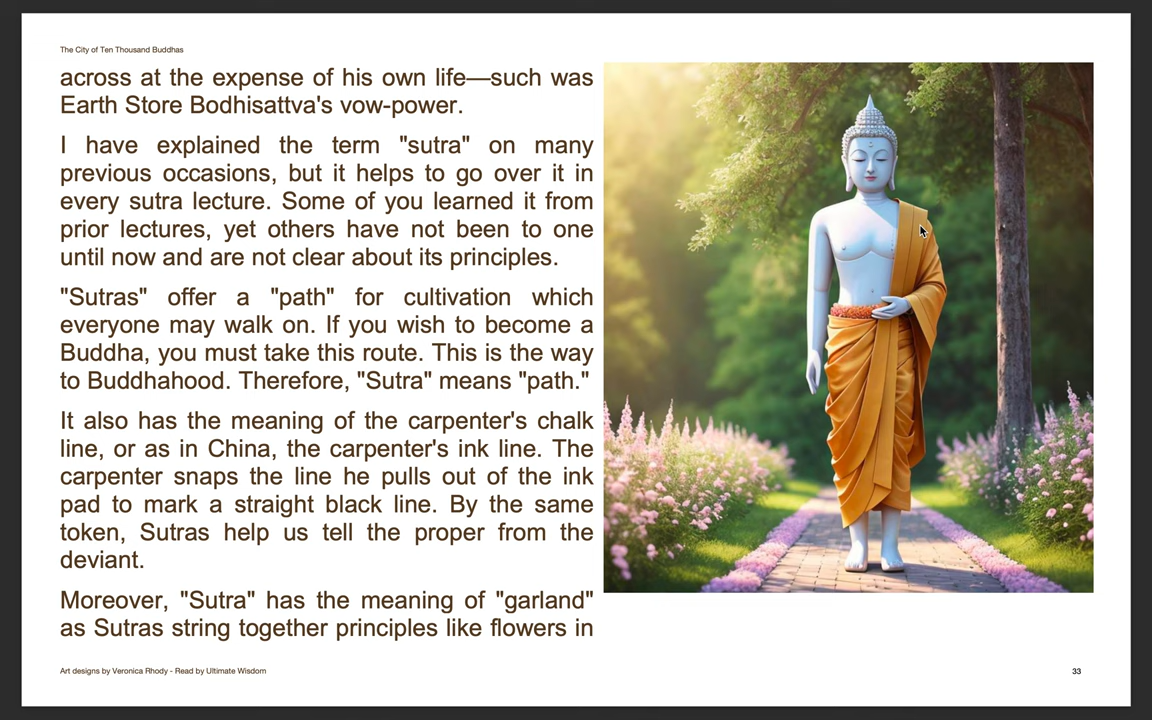 The City of Ten Thousand Buddhas
across at the expense of his own life—such was
Earth Store Bodhisattva's vow-power.
I have explained the term "sutra" on many
previous occasions, but it helps to go over it in
every sutra lecture. Some of you learned it from
prior lectures, yet others have not been to one
until now and are not clear about its principles.
"Sutras" offer a "path" for cultivation which
everyone may walk on. If you wish to become a
Buddha, you must take this route. This is the way
to Buddhahood. Therefore, "Sutra" means "path."
It also has the meaning of the carpenter's chalk
line, or as in China, the carpenter's ink line. The
carpenter snaps the line he pulls out of the ink
pad to mark a straight black line. By the same
token, Sutras help us tell the proper from the
deviant.
Moreover, "Sutra" has the meaning of "garland"
as Sutras string together principles like flowers in
Art designs by Veronica Rhody - Read by Ultimate Wisdom
33